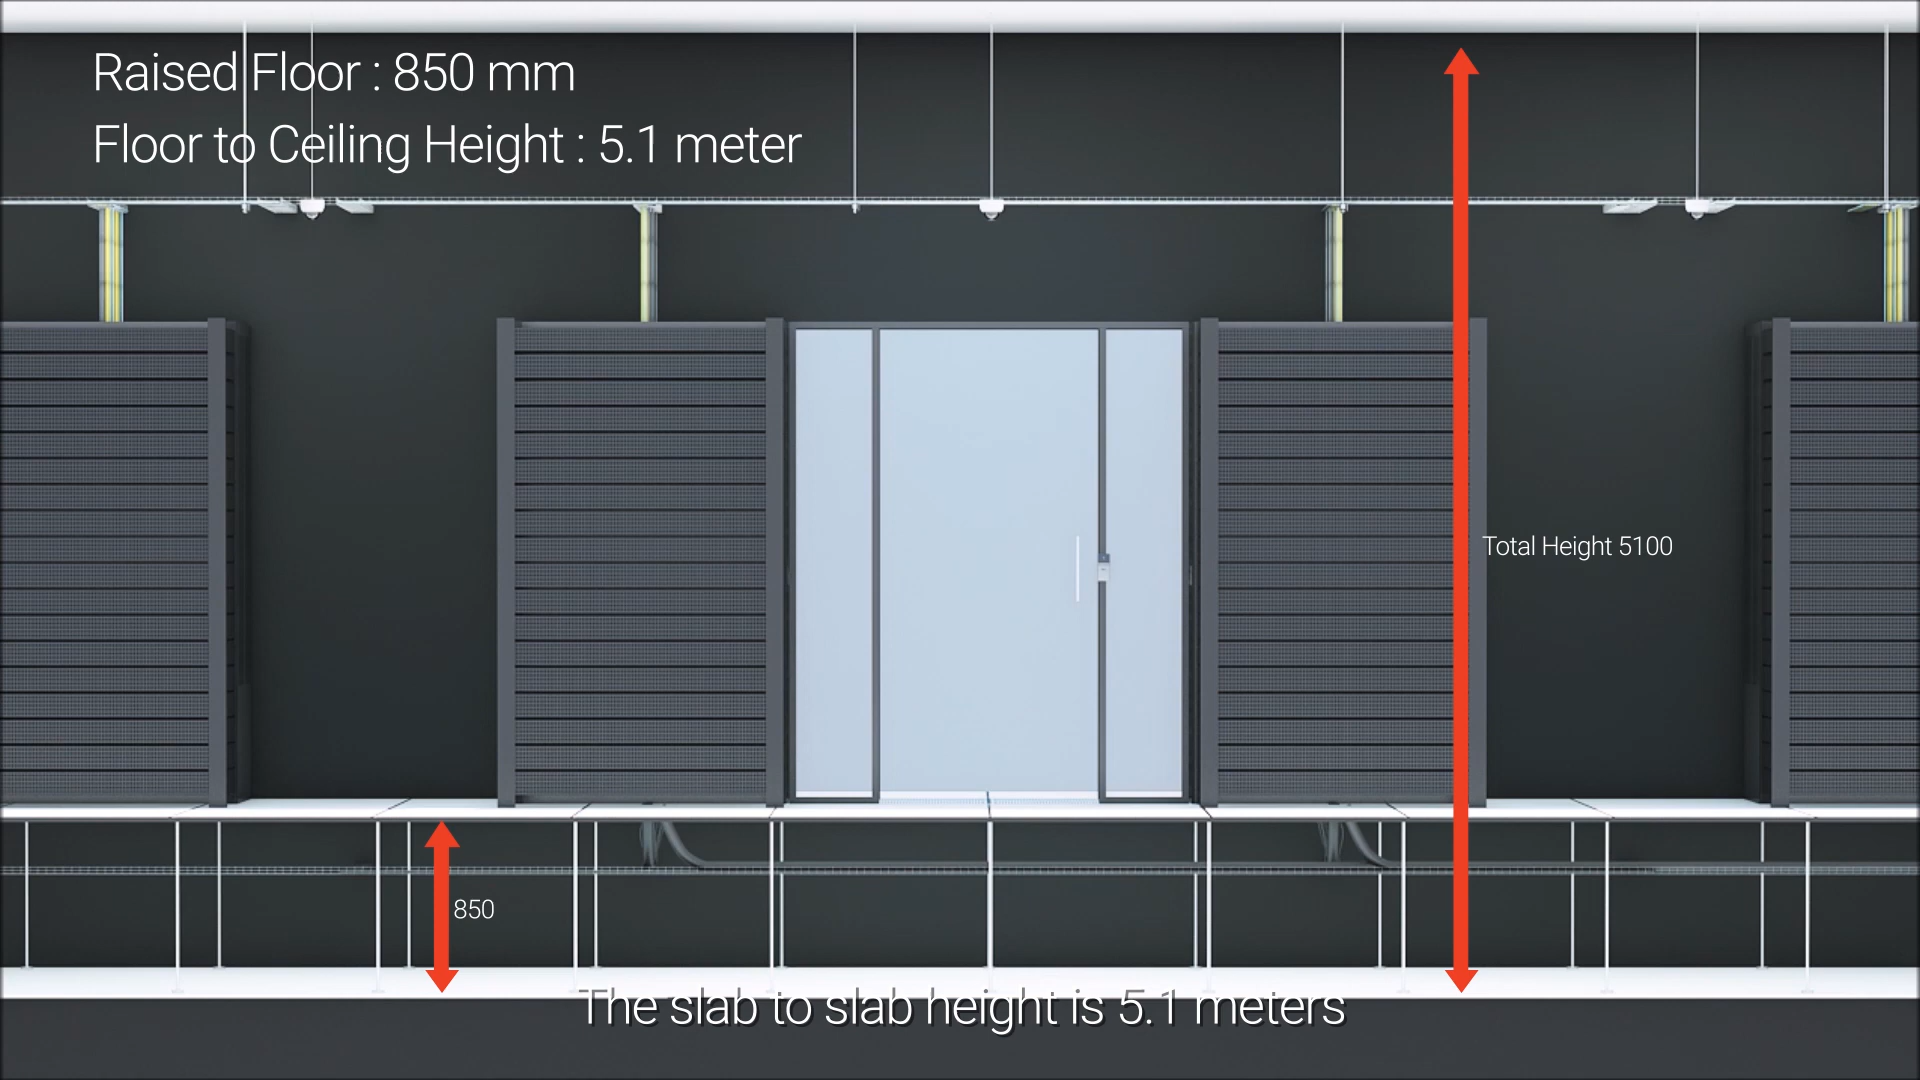 Raised Floor : 850 mm
Floor to Ceiling Height : 5.1 meter
Total Height 5100
850
The slab to slab height is 5.1 meters